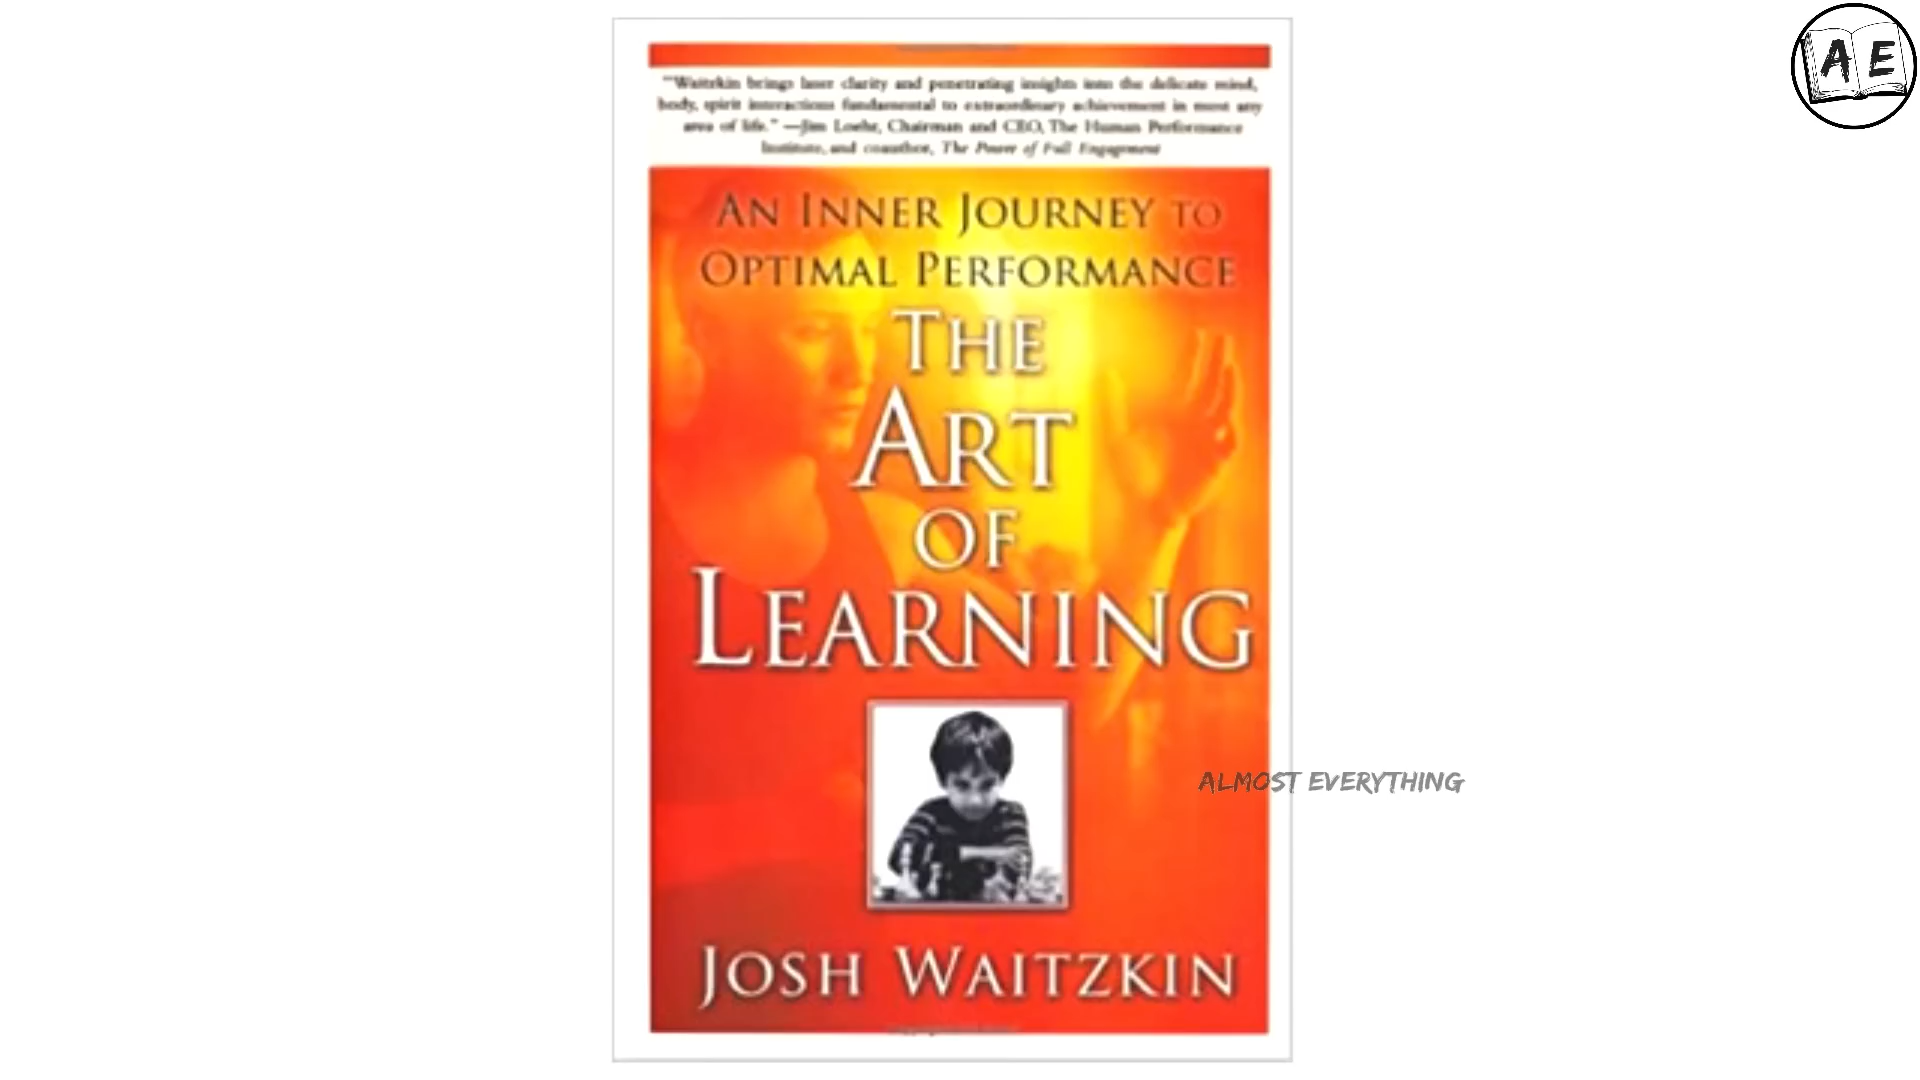 "Waitzkin brings laser clarity and penetrating insights into the delicate mind,
body, spirit interactions fundamental to extraordinary achievement in most any
area of life." —Jim Loehr, Chairman and CEO, The Human Performance
Institute, and coauthor, The Power of Full Engagement
AN INNER JOURNEY TO
OPTIMAL PERFORMANCE
THE
ART
OF
LEARNING
JOSH WAITZKIN
ALMOST EVERYTHING
A E